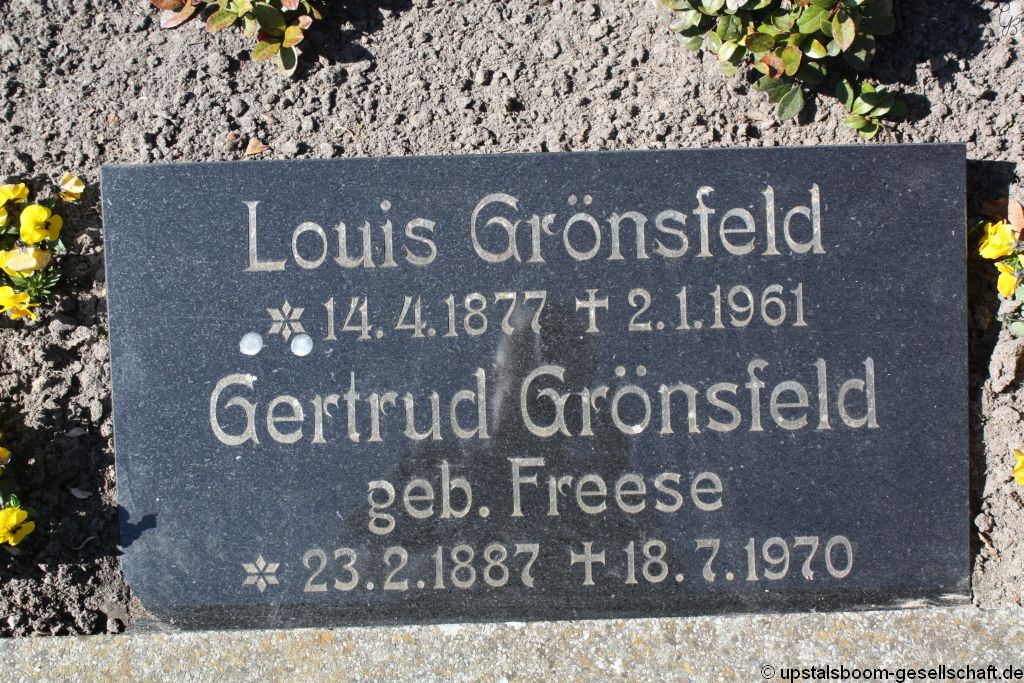 Louis Grönsfeld
* 14.4.1877 † 2.1.1961
Gertrud Grönsfeld
geb. Freese
* 23.2.1887 † 18.7.1970
© upstalsboom-gesellschaft.de